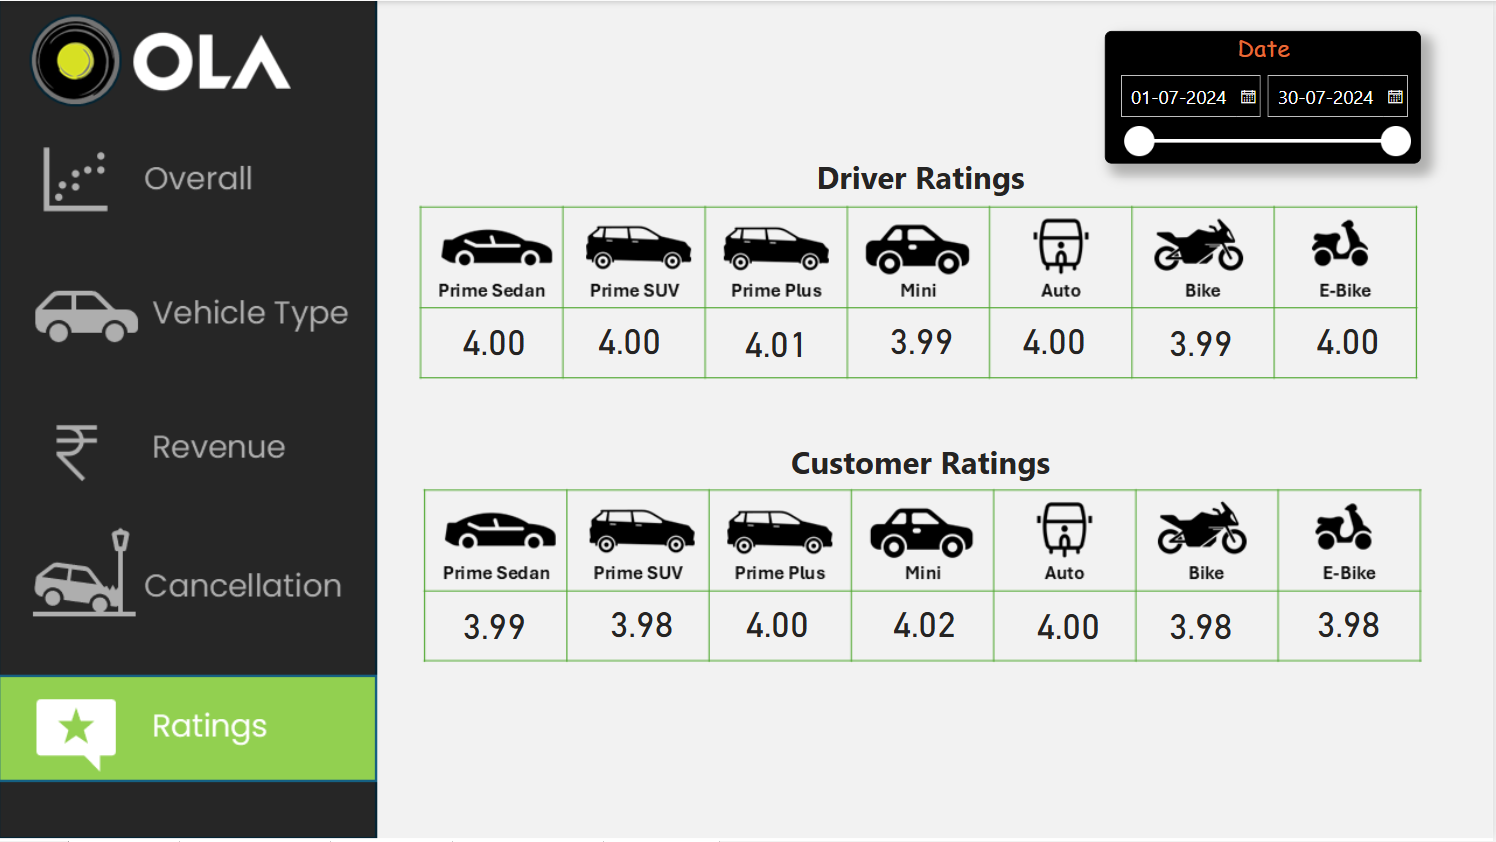 OLA
Overall
Vehicle Type
Revenue
Cancellation
Ratings
Date
01-07-2024 30-07-2024
Driver Ratings
Prime Sedan Prime SUV Prime Plus Mini Auto Bike E-Bike
4.00 4.00 4.01 3.99 4.00 3.99 4.00
Customer Ratings
Prime Sedan Prime SUV Prime Plus Mini Auto Bike E-Bike
3.99 3.98 4.00 4.02 4.00 3.98 3.98